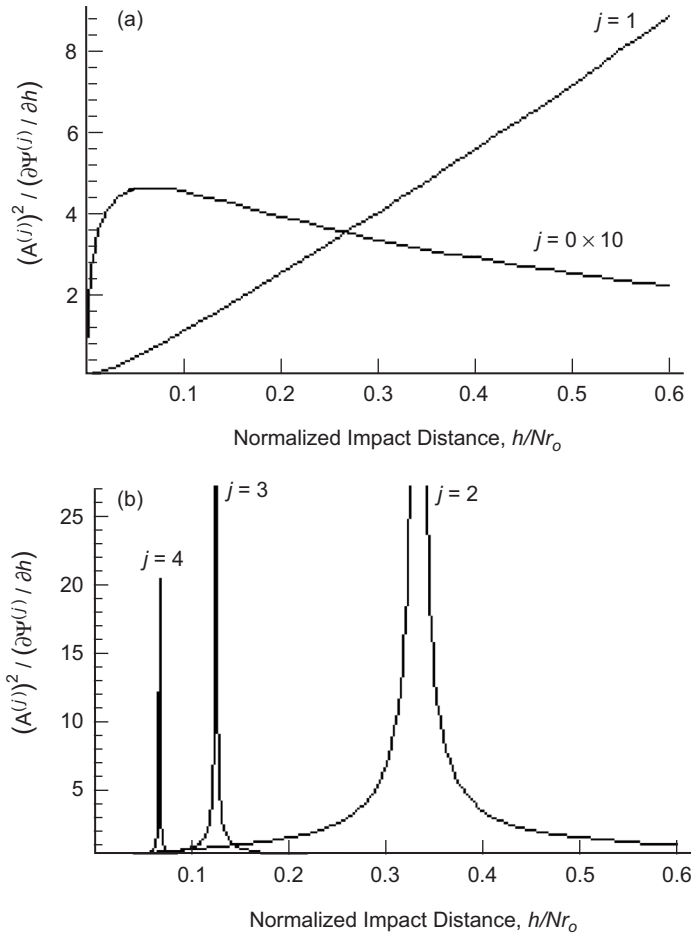 (a)
j = 1
8
6
4
2
j = 0 × 10
(A^(j))^2 / (∂Ψ^(j) / ∂h)
0.1 0.2 0.3 0.4 0.5 0.6
Normalized Impact Distance, h/Nr_o
(b)
j = 3
j = 2
j = 4
25
20
15
10
5
(A^(j))^2 / (∂Ψ^(j) / ∂h)
0.1 0.2 0.3 0.4 0.5 0.6
Normalized Impact Distance, h/Nr_o